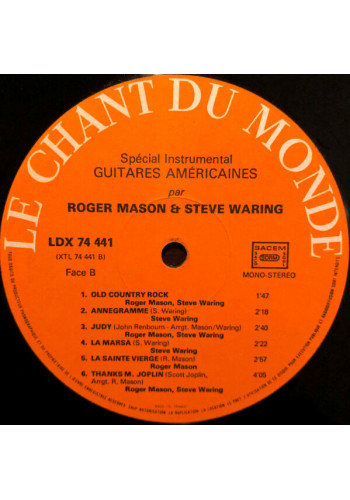 LE CHANT DU MONDE
Spécial Instrumental
GUITARES AMÉRICAINES
par
ROGER MASON & STEVE WARING
LDX 74 441
(XTL 74 441 B)
Face B
SACEM
SDRM
MONO-STEREO
1. OLD COUNTRY ROCK 1'47
Roger Mason, Steve Waring
2. ANNEGRAMME (S. Waring) 2'18
Steve Waring
3. JUDY (John Renbourn - Arrgt. Mason/Waring) 2'40
Roger Mason, Steve Waring
4. LA MARSA (S. Waring) 2'22
Steve Waring
5. LA SAINTE VIERGE (R. Mason) 2'57
Roger Mason
6. THANKS M. JOPLIN (Scott Joplin, 4'05
Arrgt. R. Mason)
Roger Mason, Steve Waring